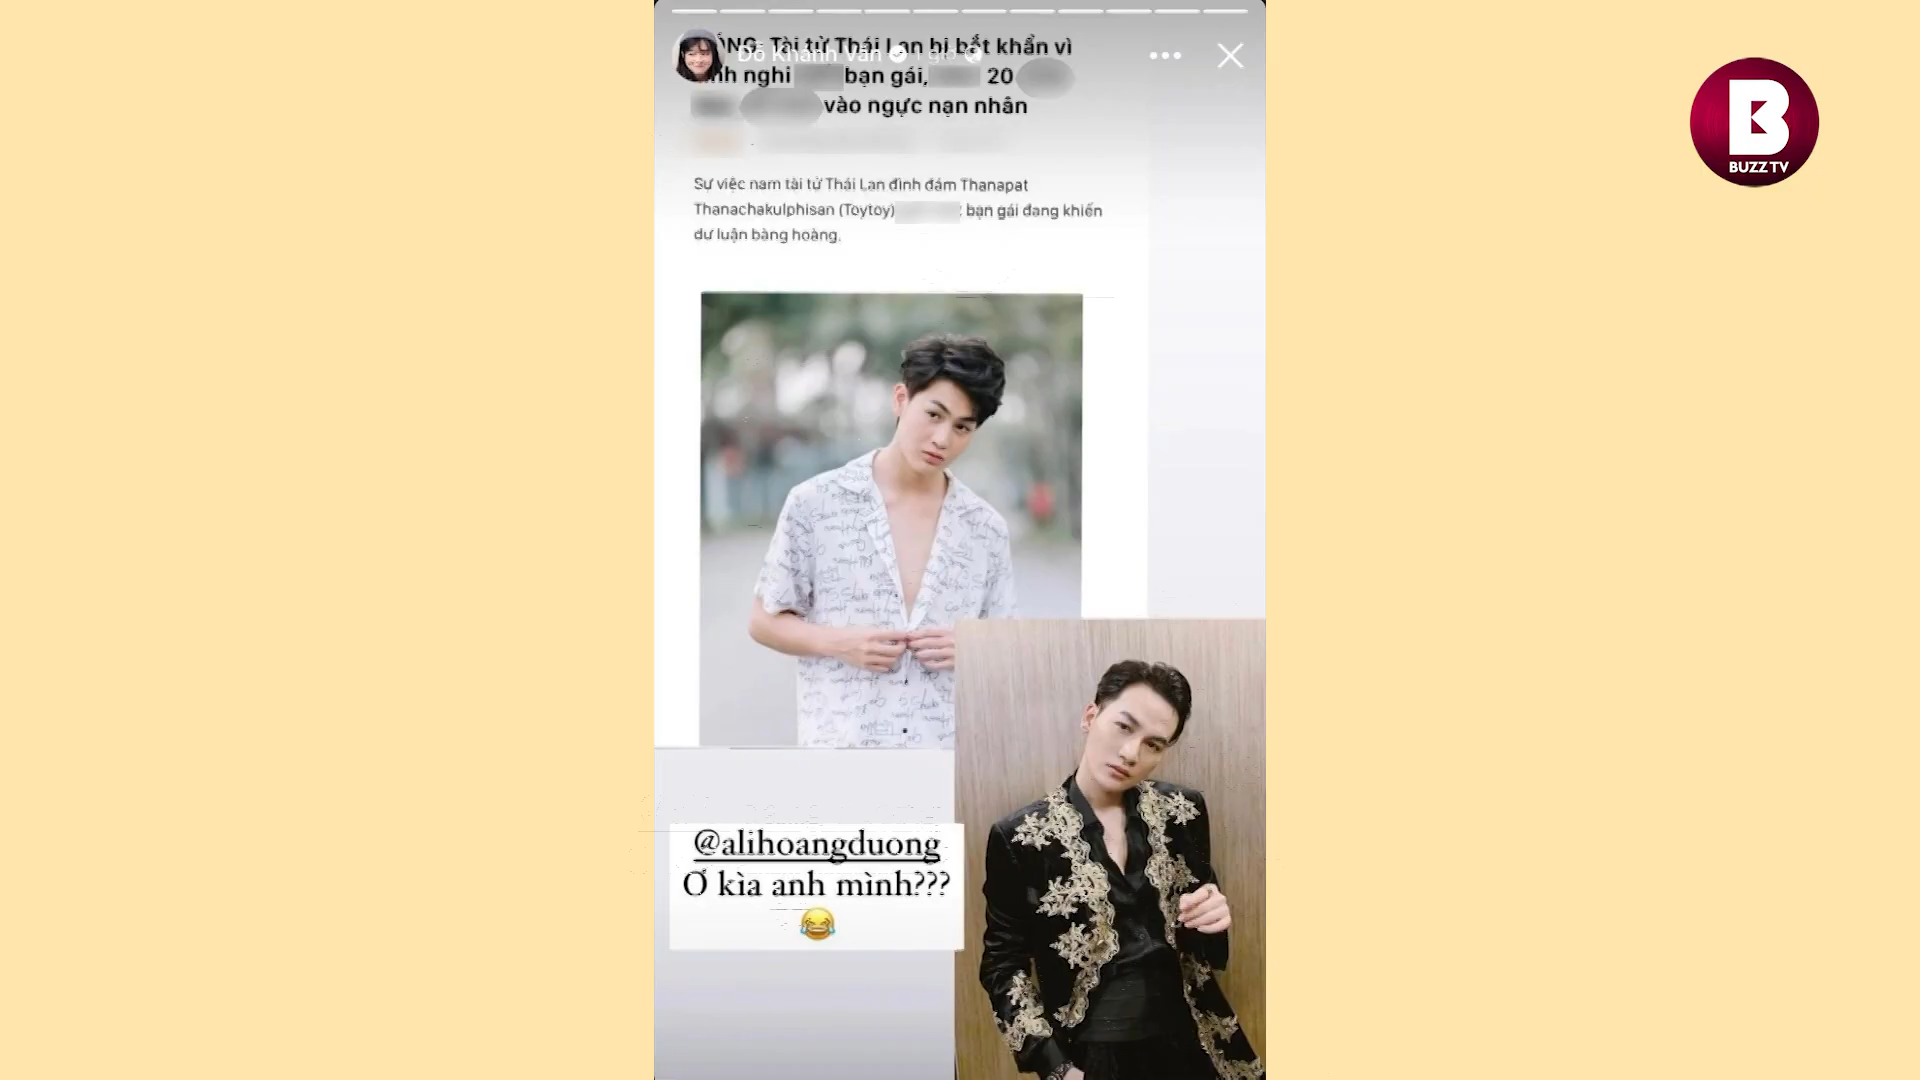 Tài tử Thái Lan bị bắt khẩn vì
Đỗ Khánh Vân
nghi bạn gái, 20
vào ngực nạn nhân
Sự việc nam tài tử Thái Lan đình đám Thanapat
Thanachakulphisan (Toytoy) bạn gái đang khiến
dư luận bàng hoàng.
@alihoangduong
Ơ kìa anh mình???
BUZZ TV